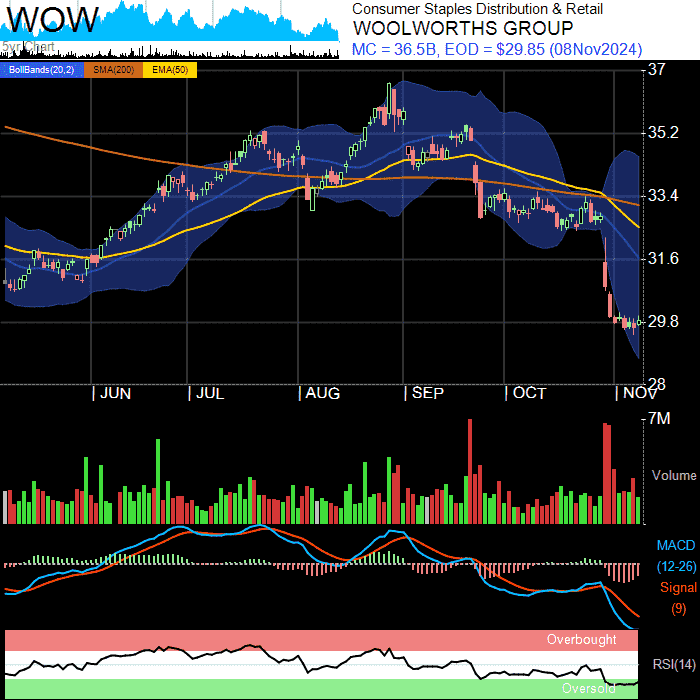 WOW
5yr Chart
Consumer Staples Distribution & Retail
WOOLWORTHS GROUP
MC = 36.5B, EOD = $29.85 (08Nov2024)
BollBands(20,2) SMA(200) EMA(50)
37
35.2
33.4
31.6
29.8
28
JUN JUL AUG SEP OCT NOV
7M
Volume
MACD
(12-26)
Signal
(9)
Overbought
RSI(14)
Oversold